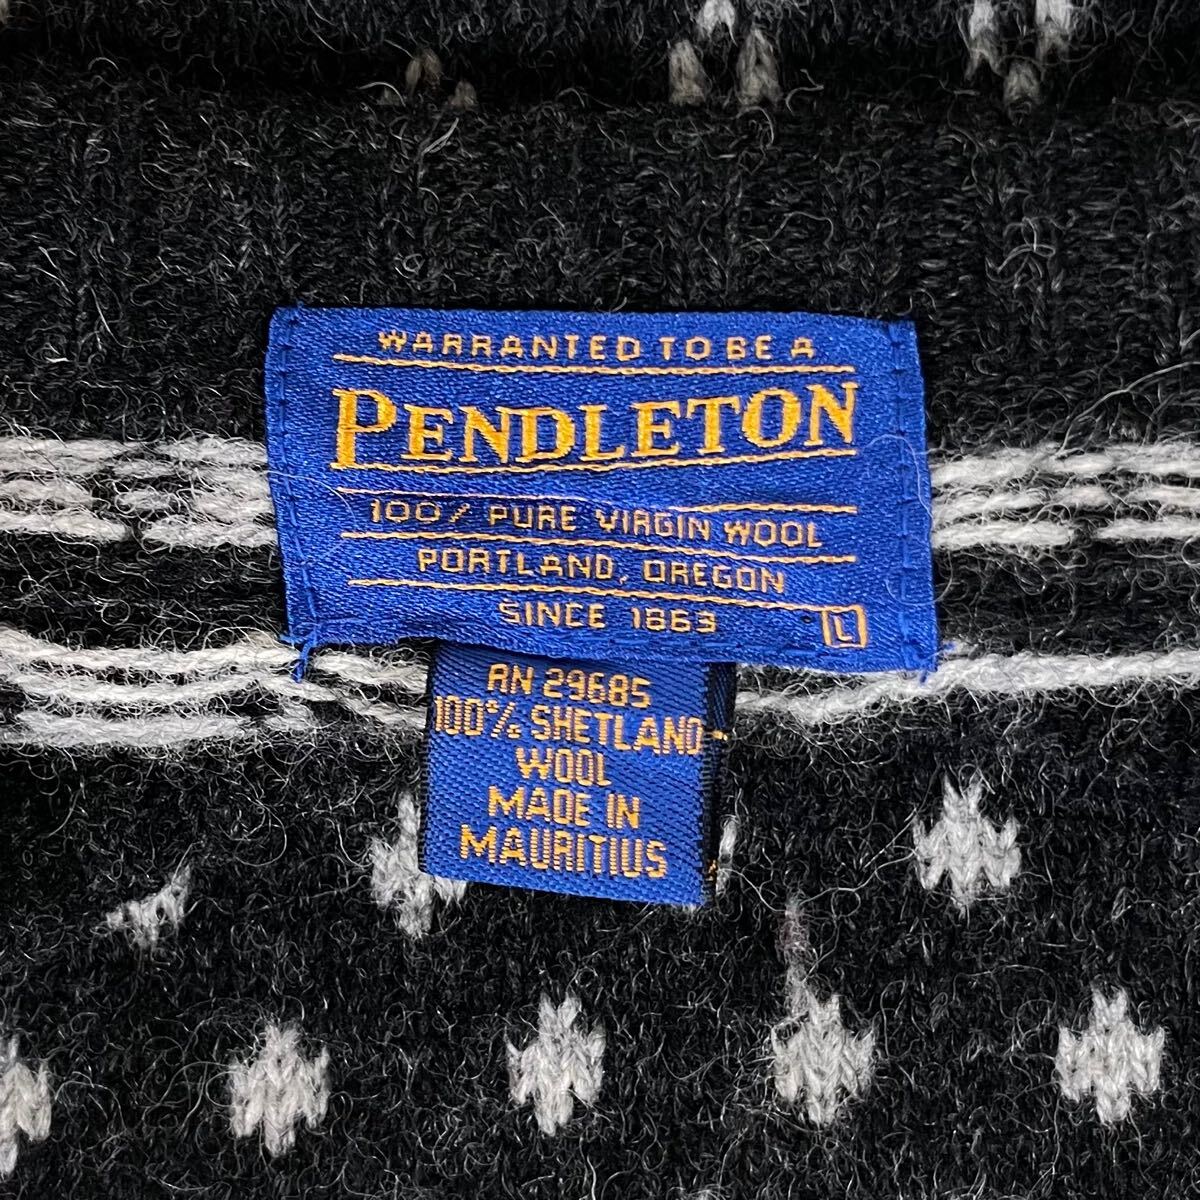 WARRANTED TO BE A
PENDLETON
100% PURE VIRGIN WOOL
PORTLAND, OREGON
SINCE 1863
L
RN 29685
100% SHETLAND
WOOL
MADE IN
MAURITIUS